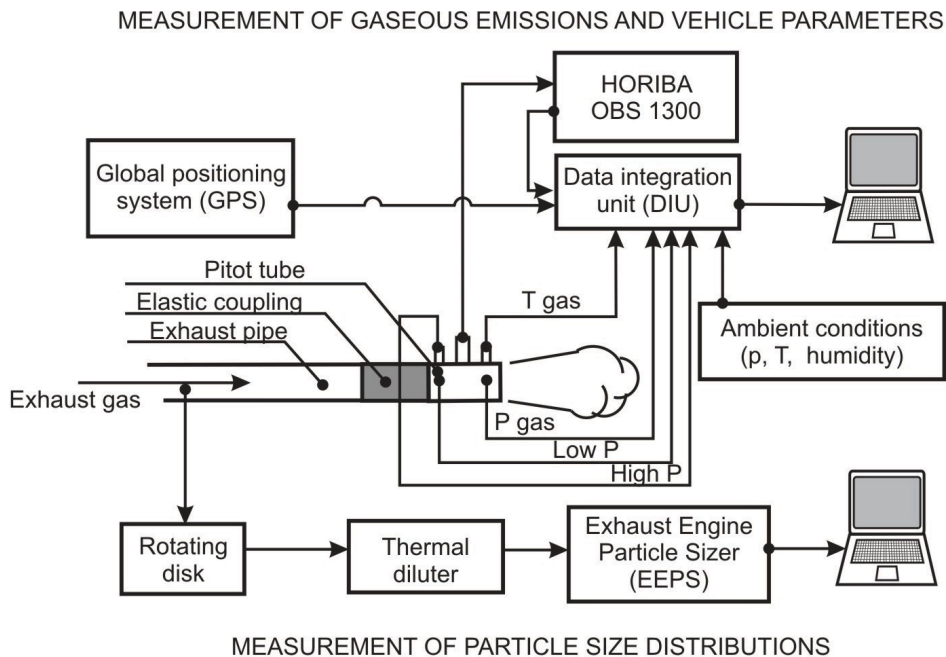 MEASUREMENT OF GASEOUS EMISSIONS AND VEHICLE PARAMETERS
HORIBA
OBS 1300
Global positioning
system (GPS)
Data integration
unit (DIU)
Pitot tube
Elastic coupling
Exhaust pipe
T gas
Ambient conditions
(p, T, humidity)
Exhaust gas
P gas
Low P
High P
Rotating
disk
Thermal
diluter
Exhaust Engine
Particle Sizer
(EEPS)
MEASUREMENT OF PARTICLE SIZE DISTRIBUTIONS